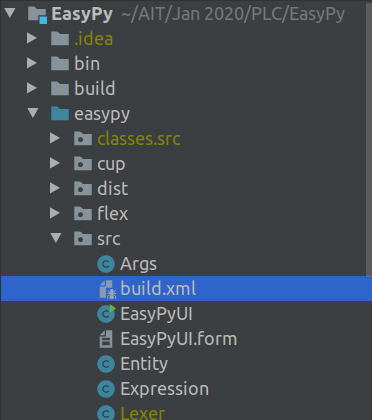 EasyPy ~/AIT/Jan 2020/PLC/EasyPy
.idea
bin
build
easypy
classes.src
cup
dist
flex
src
Args
build.xml
EasyPyUI
EasyPyUI.form
Entity
Expression
Lexer